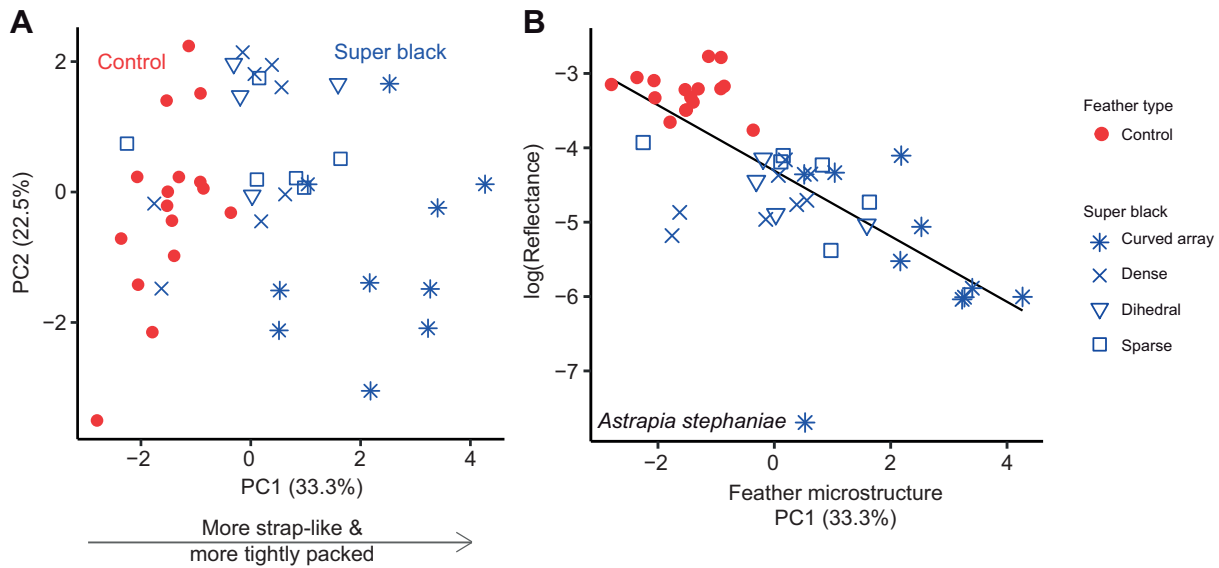 A
Control
Super black
2
0
−2
PC2 (22.5%)
−2
0
2
4
PC1 (33.3%)
More strap-like &
more tightly packed
B
−3
−4
−5
−6
−7
log(Reflectance)
Astrapia stephaniae
−2
0
2
4
Feather microstructure
PC1 (33.3%)
Feather type
Control
Super black
Curved array
Dense
Dihedral
Sparse